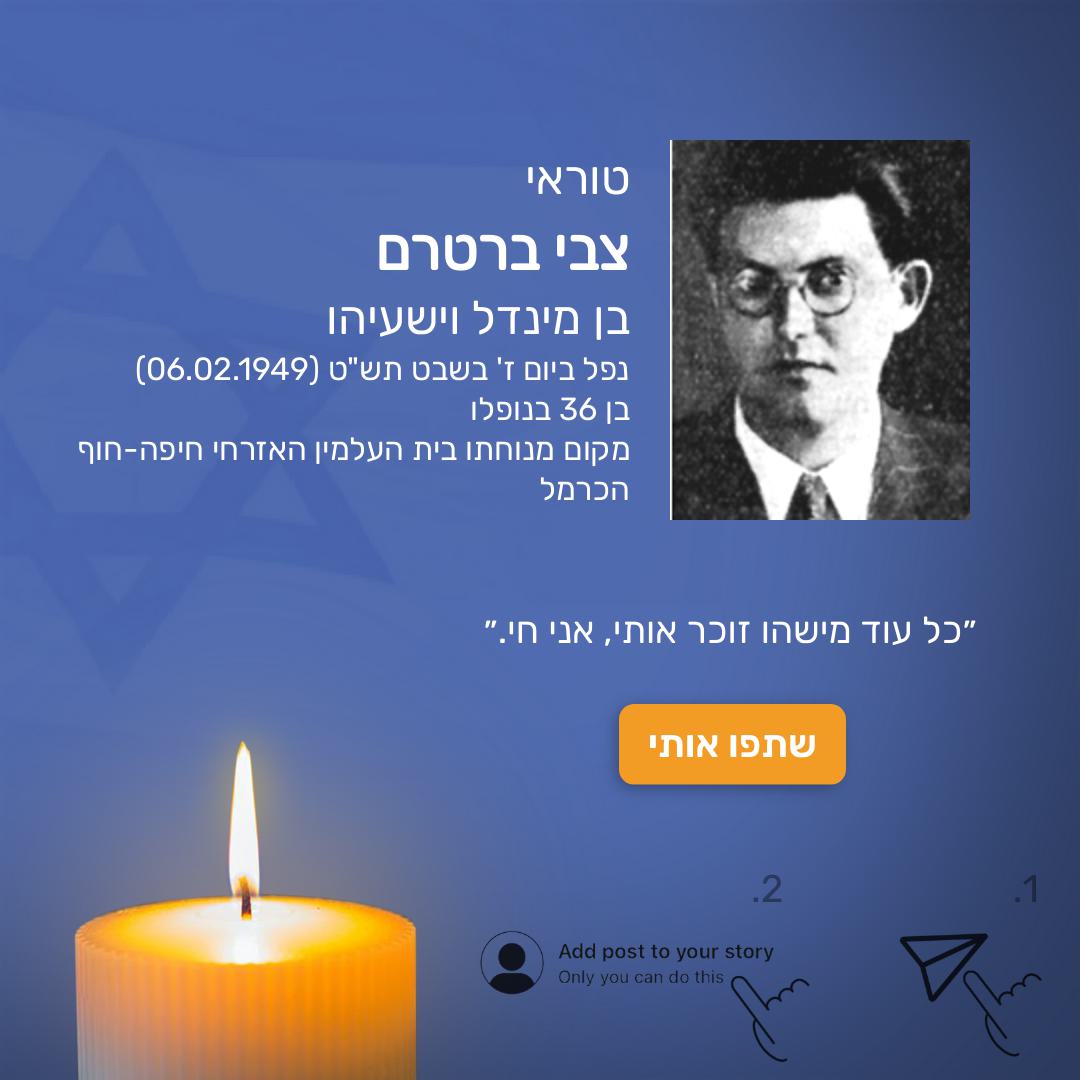 טוראי
צבי ברטרם
בן מינדל וישעיהו
נפל ביום ז' בשבט תש"ט (06.02.1949)
בן 36 בנופלו
מקום מנוחתו בית העלמין האזרחי חיפה-חוף
הכרמל
״כל עוד מישהו זוכר אותי, אני חי.״
שתפו אותי
1.
2.
Add post to your story
Only you can do this